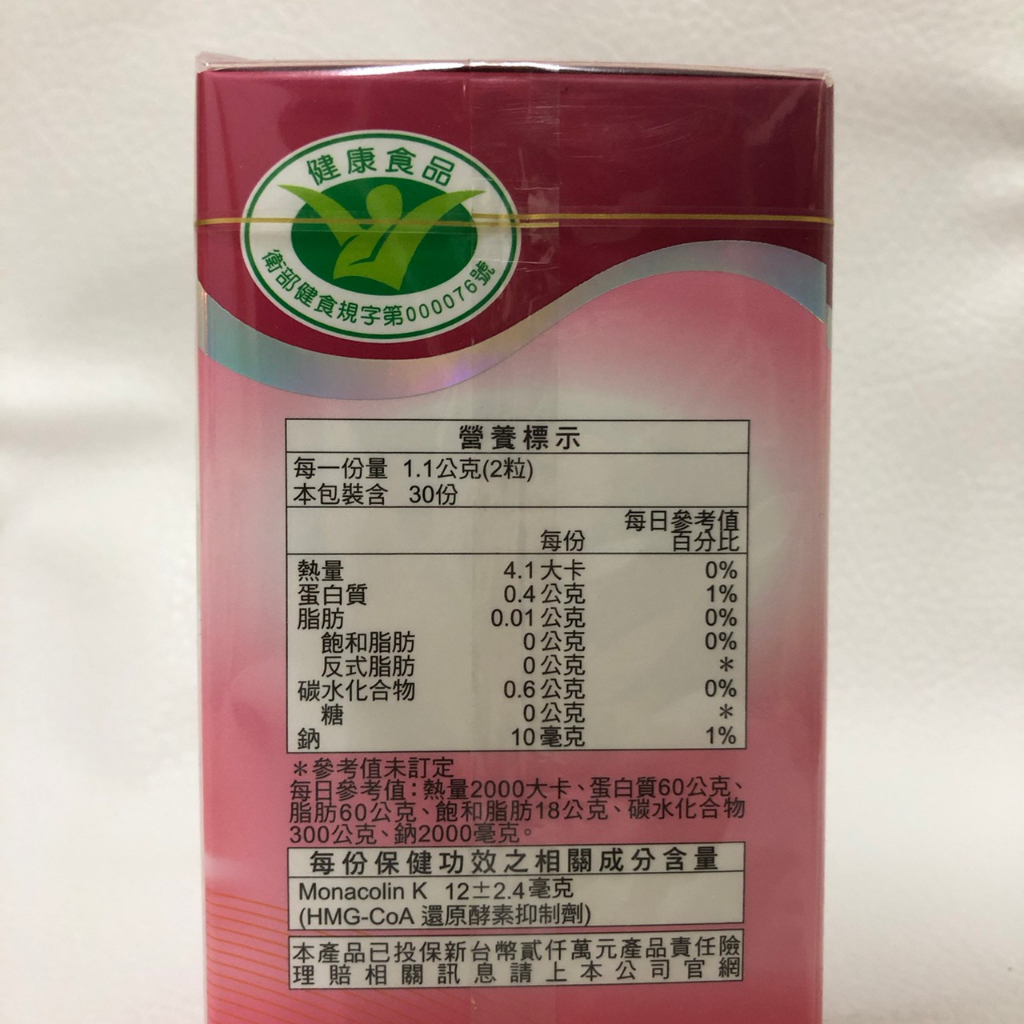 健康食品
衛部健食規字第000076號
營養標示
每一份量 1.1公克(2粒)
本包裝含 30份
每日參考值
每份 百分比
熱量 4.1大卡 0%
蛋白質 0.4公克 1%
脂肪 0.01公克 0%
飽和脂肪 0公克 0%
反式脂肪 0公克 ＊
碳水化合物 0.6公克 0%
糖 0公克 ＊
鈉 10毫克 1%
＊參考值未訂定
每日參考值：熱量2000大卡、蛋白質60公克、
脂肪60公克、飽和脂肪18公克、碳水化合物
300公克、鈉2000毫克。
每份保健功效之相關成分含量
Monacolin K 12±2.4毫克
(HMG-CoA 還原酵素抑制劑)
本產品已投保新台幣貳仟萬元產品責任險
理賠相關訊息請上本公司官網